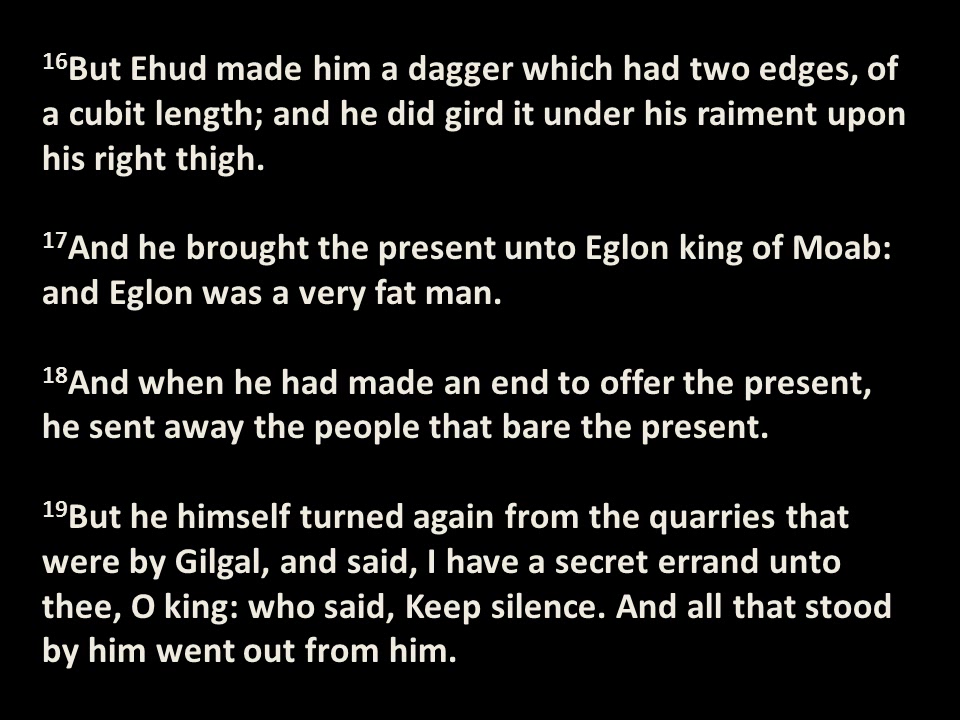 16But Ehud made him a dagger which had two edges, of
a cubit length; and he did gird it under his raiment upon
his right thigh.
17And he brought the present unto Eglon king of Moab:
and Eglon was a very fat man.
18And when he had made an end to offer the present,
he sent away the people that bare the present.
19But he himself turned again from the quarries that
were by Gilgal, and said, I have a secret errand unto
thee, O king: who said, Keep silence. And all that stood
by him went out from him.